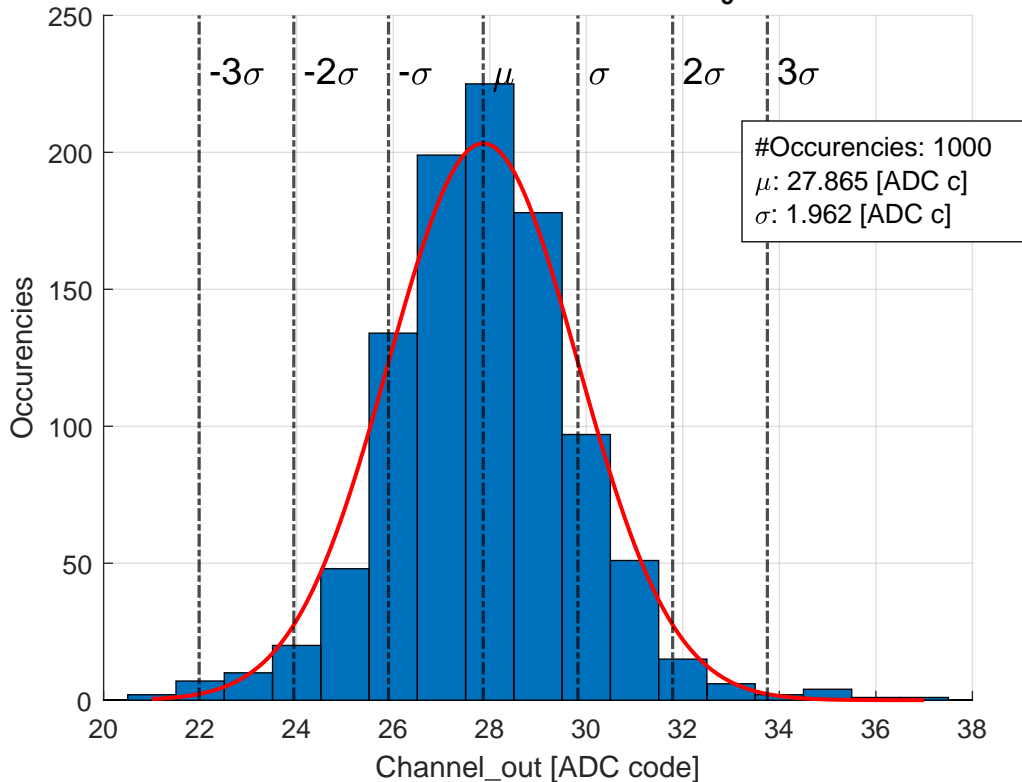 250
200
150
100
50
0
-3σ
-2σ
-σ
μ
σ
2σ
3σ
#Occurencies: 1000
μ: 27.865 [ADC c]
σ: 1.962 [ADC c]
Occurencies
20
22
24
26
28
30
32
34
36
38
Channel_out [ADC code]